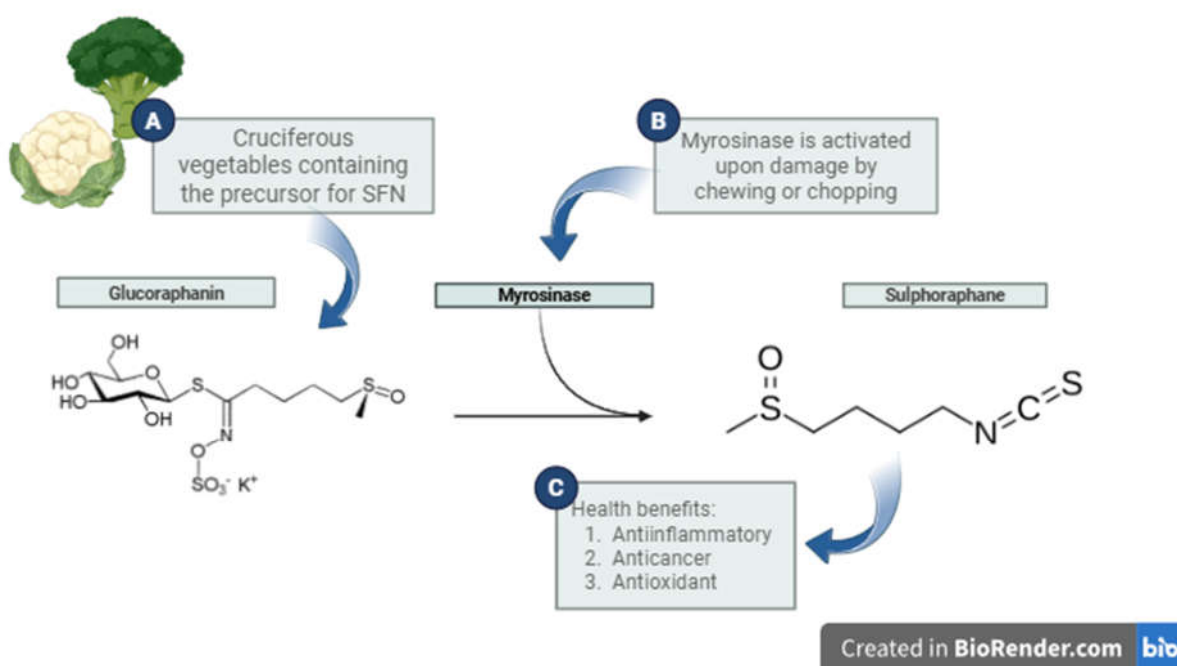 A
Cruciferous
vegetables containing
the precursor for SFN
B
Myrosinase is activated
upon damage by
chewing or chopping
Glucoraphanin
Myrosinase
Sulphoraphane
OH
HO
O
S
HO
OH
S=O
N
O
SO3- K+
O
S
N=C=S
C
Health benefits:
1. Antiinflammatory
2. Anticancer
3. Antioxidant
Created in BioRender.com
bio